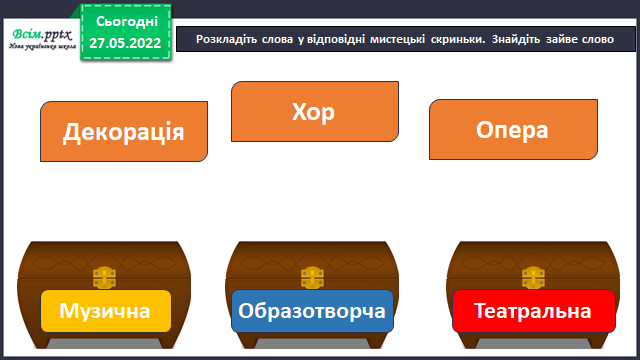 Всім.pptx
Нова українська школа
Сьогодні
27.05.2022
Розкладіть слова у відповідні мистецькі скриньки. Знайдіть зайве слово
Декорація
Хор
Опера
Музична
Образотворча
Театральна